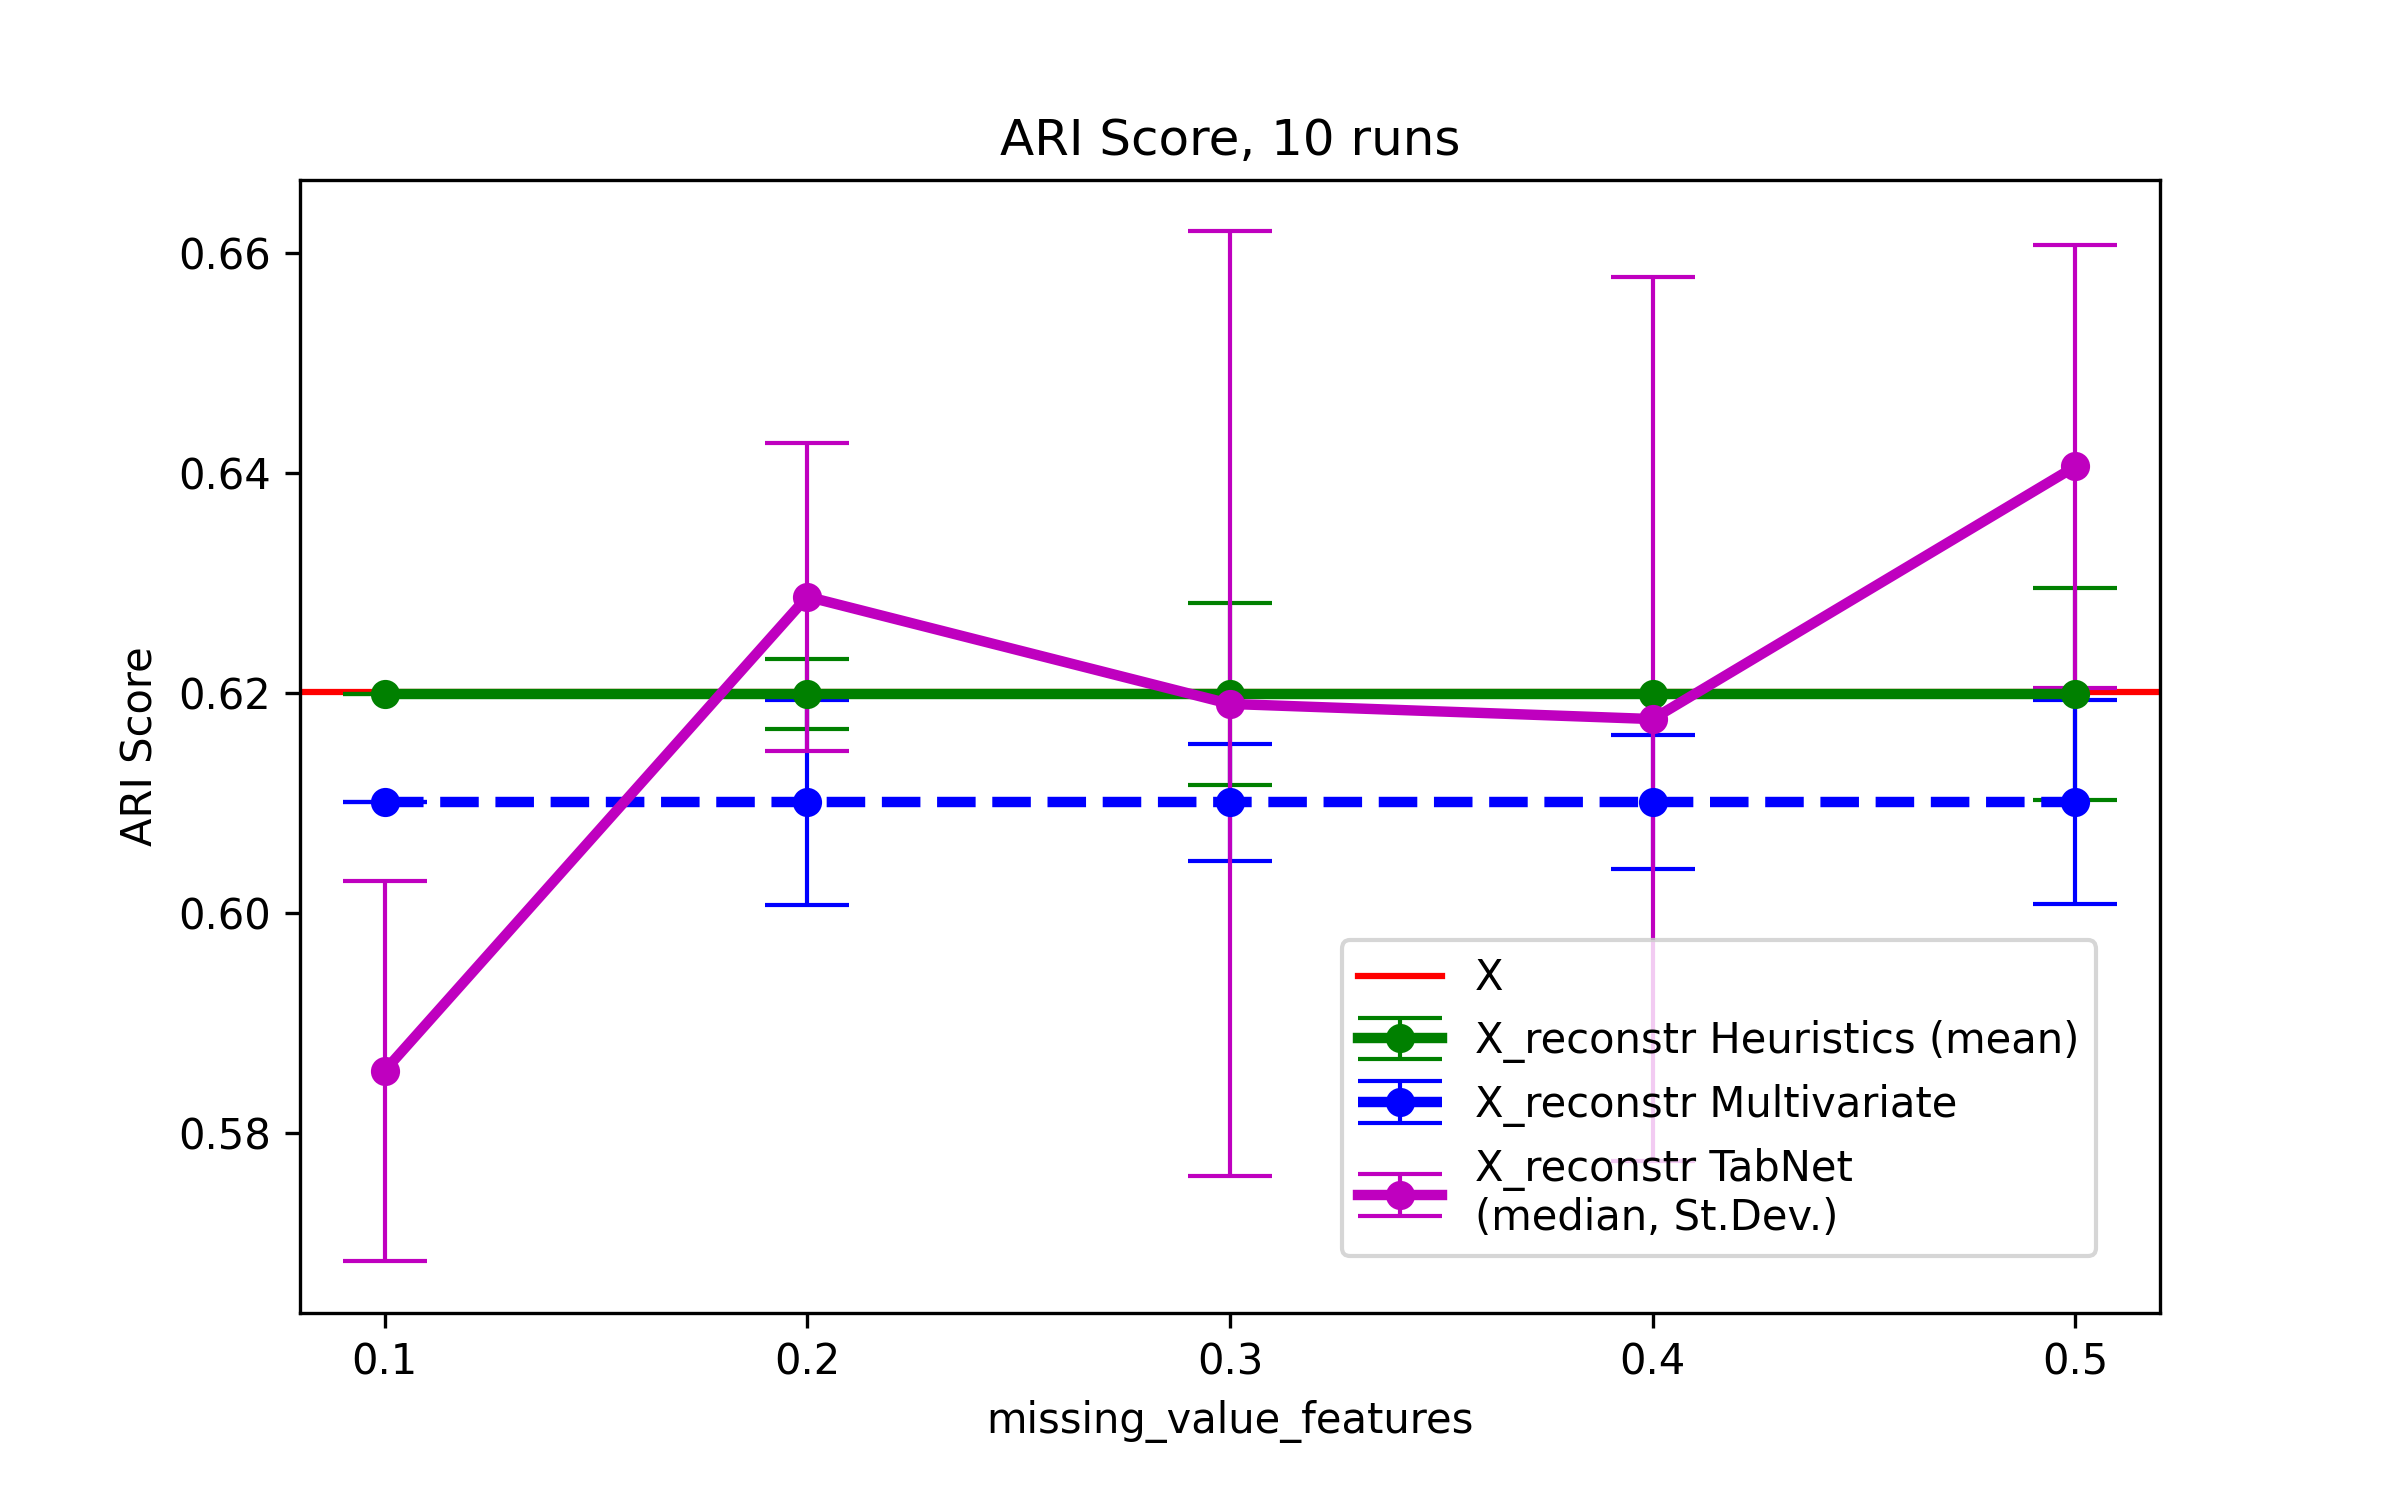 ARI Score, 10 runs
0.66
0.64
0.62
0.60
0.58
ARI Score
X
X_reconstr Heuristics (mean)
X_reconstr Multivariate
X_reconstr TabNet
(median, St.Dev.)
0.1
0.2
0.3
0.4
0.5
missing_value_features